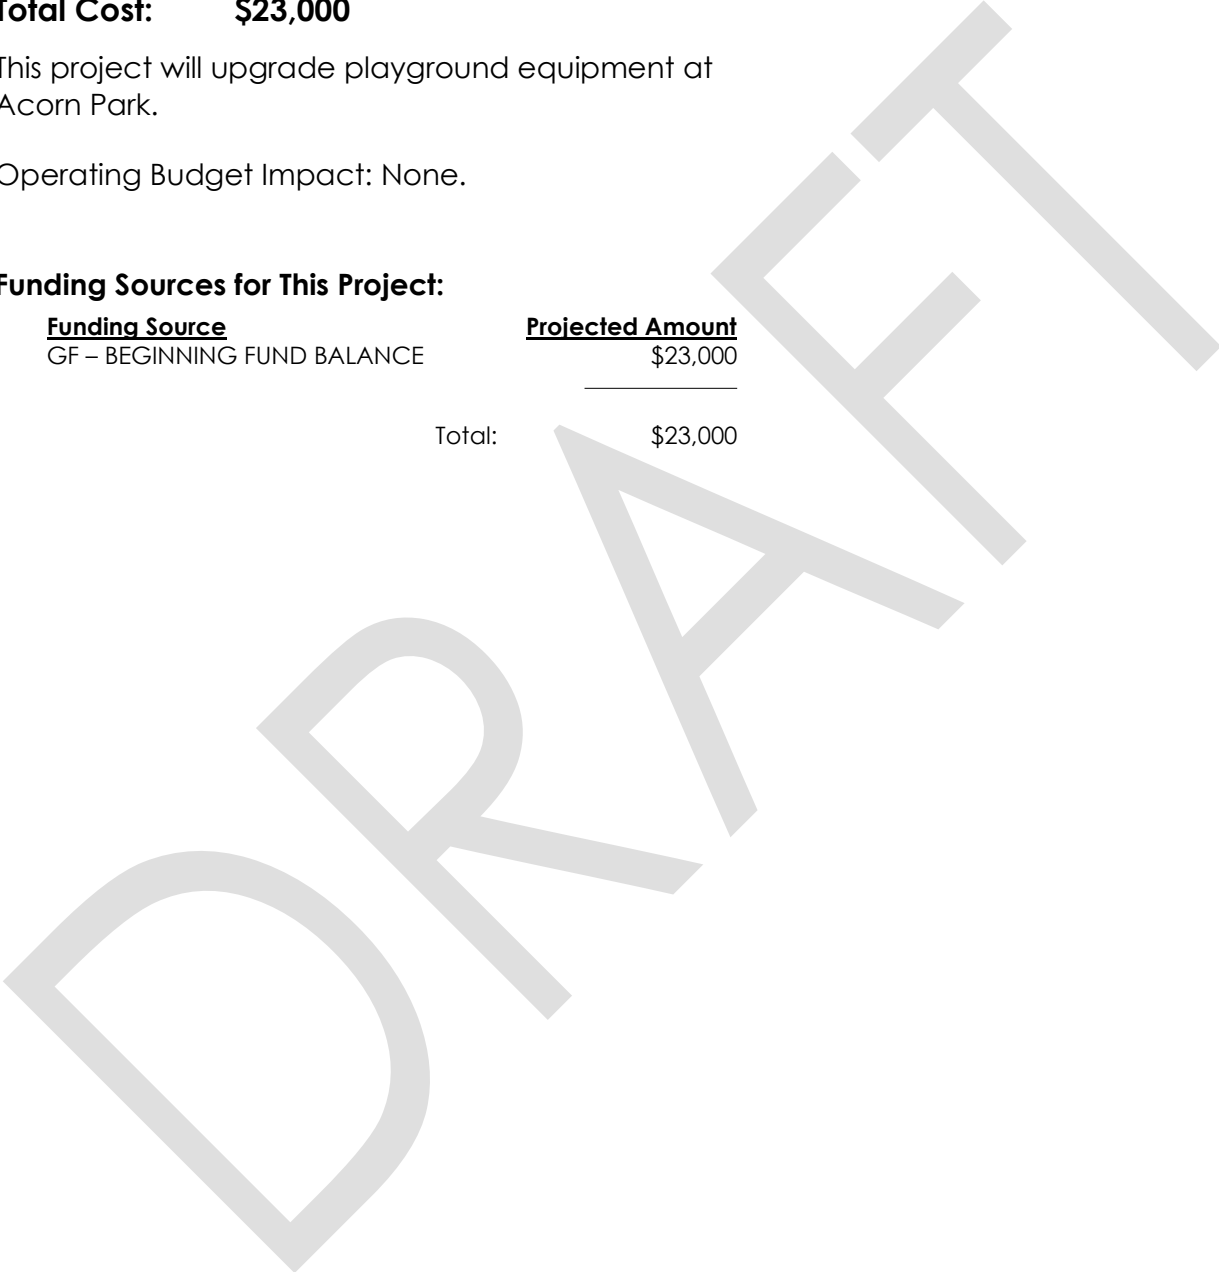 Total Cost: $23,000
This project will upgrade playground equipment at
Acorn Park.
Operating Budget Impact: None.
Funding Sources for This Project:
Funding Source Projected Amount
GF – BEGINNING FUND BALANCE $23,000
Total: $23,000
DRAFT